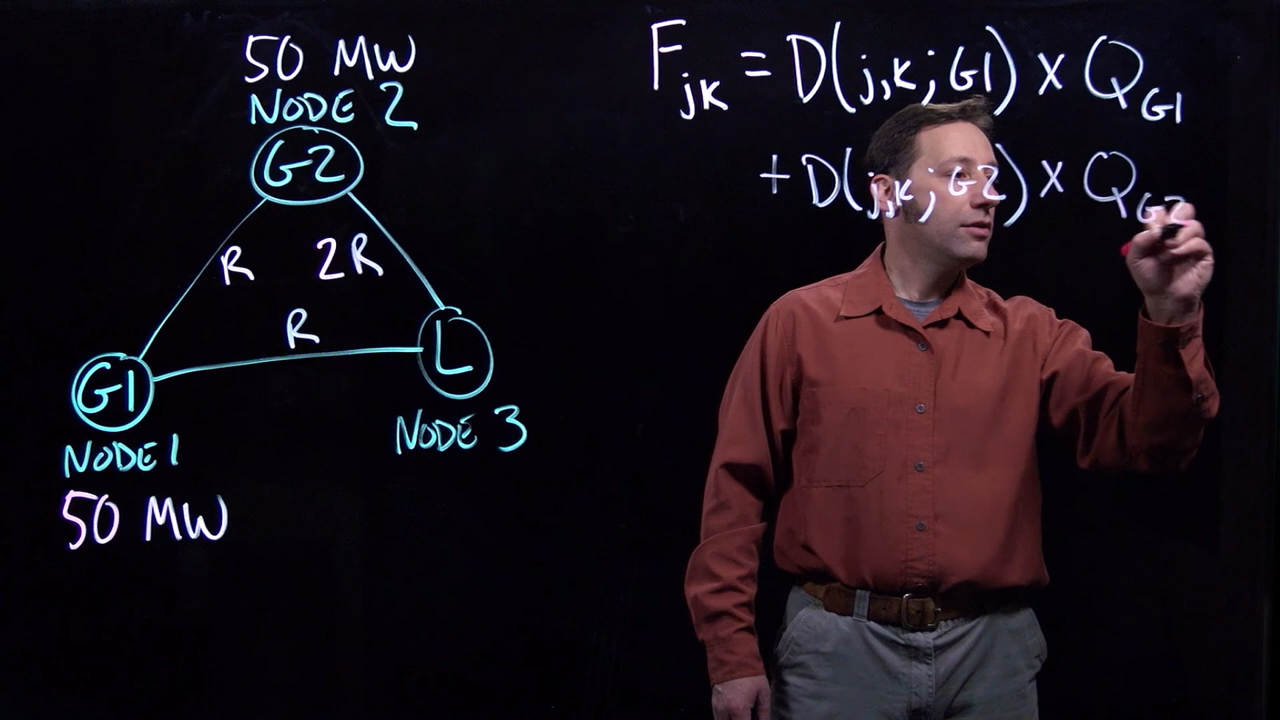 50 MW
NODE 2
G2
R 2R
R
G1
L
NODE 1
NODE 3
50 MW
F_jk = D(j,k;G1) x Q_G1
+ D(j,k;G2) x Q_G2